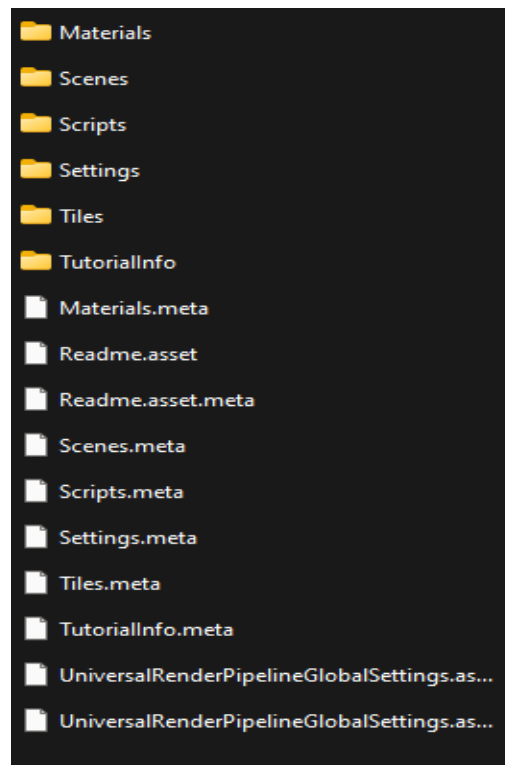 Materials
Scenes
Scripts
Settings
Tiles
TutorialInfo
Materials.meta
Readme.asset
Readme.asset.meta
Scenes.meta
Scripts.meta
Settings.meta
Tiles.meta
TutorialInfo.meta
UniversalRenderPipelineGlobalSettings.as...
UniversalRenderPipelineGlobalSettings.as...